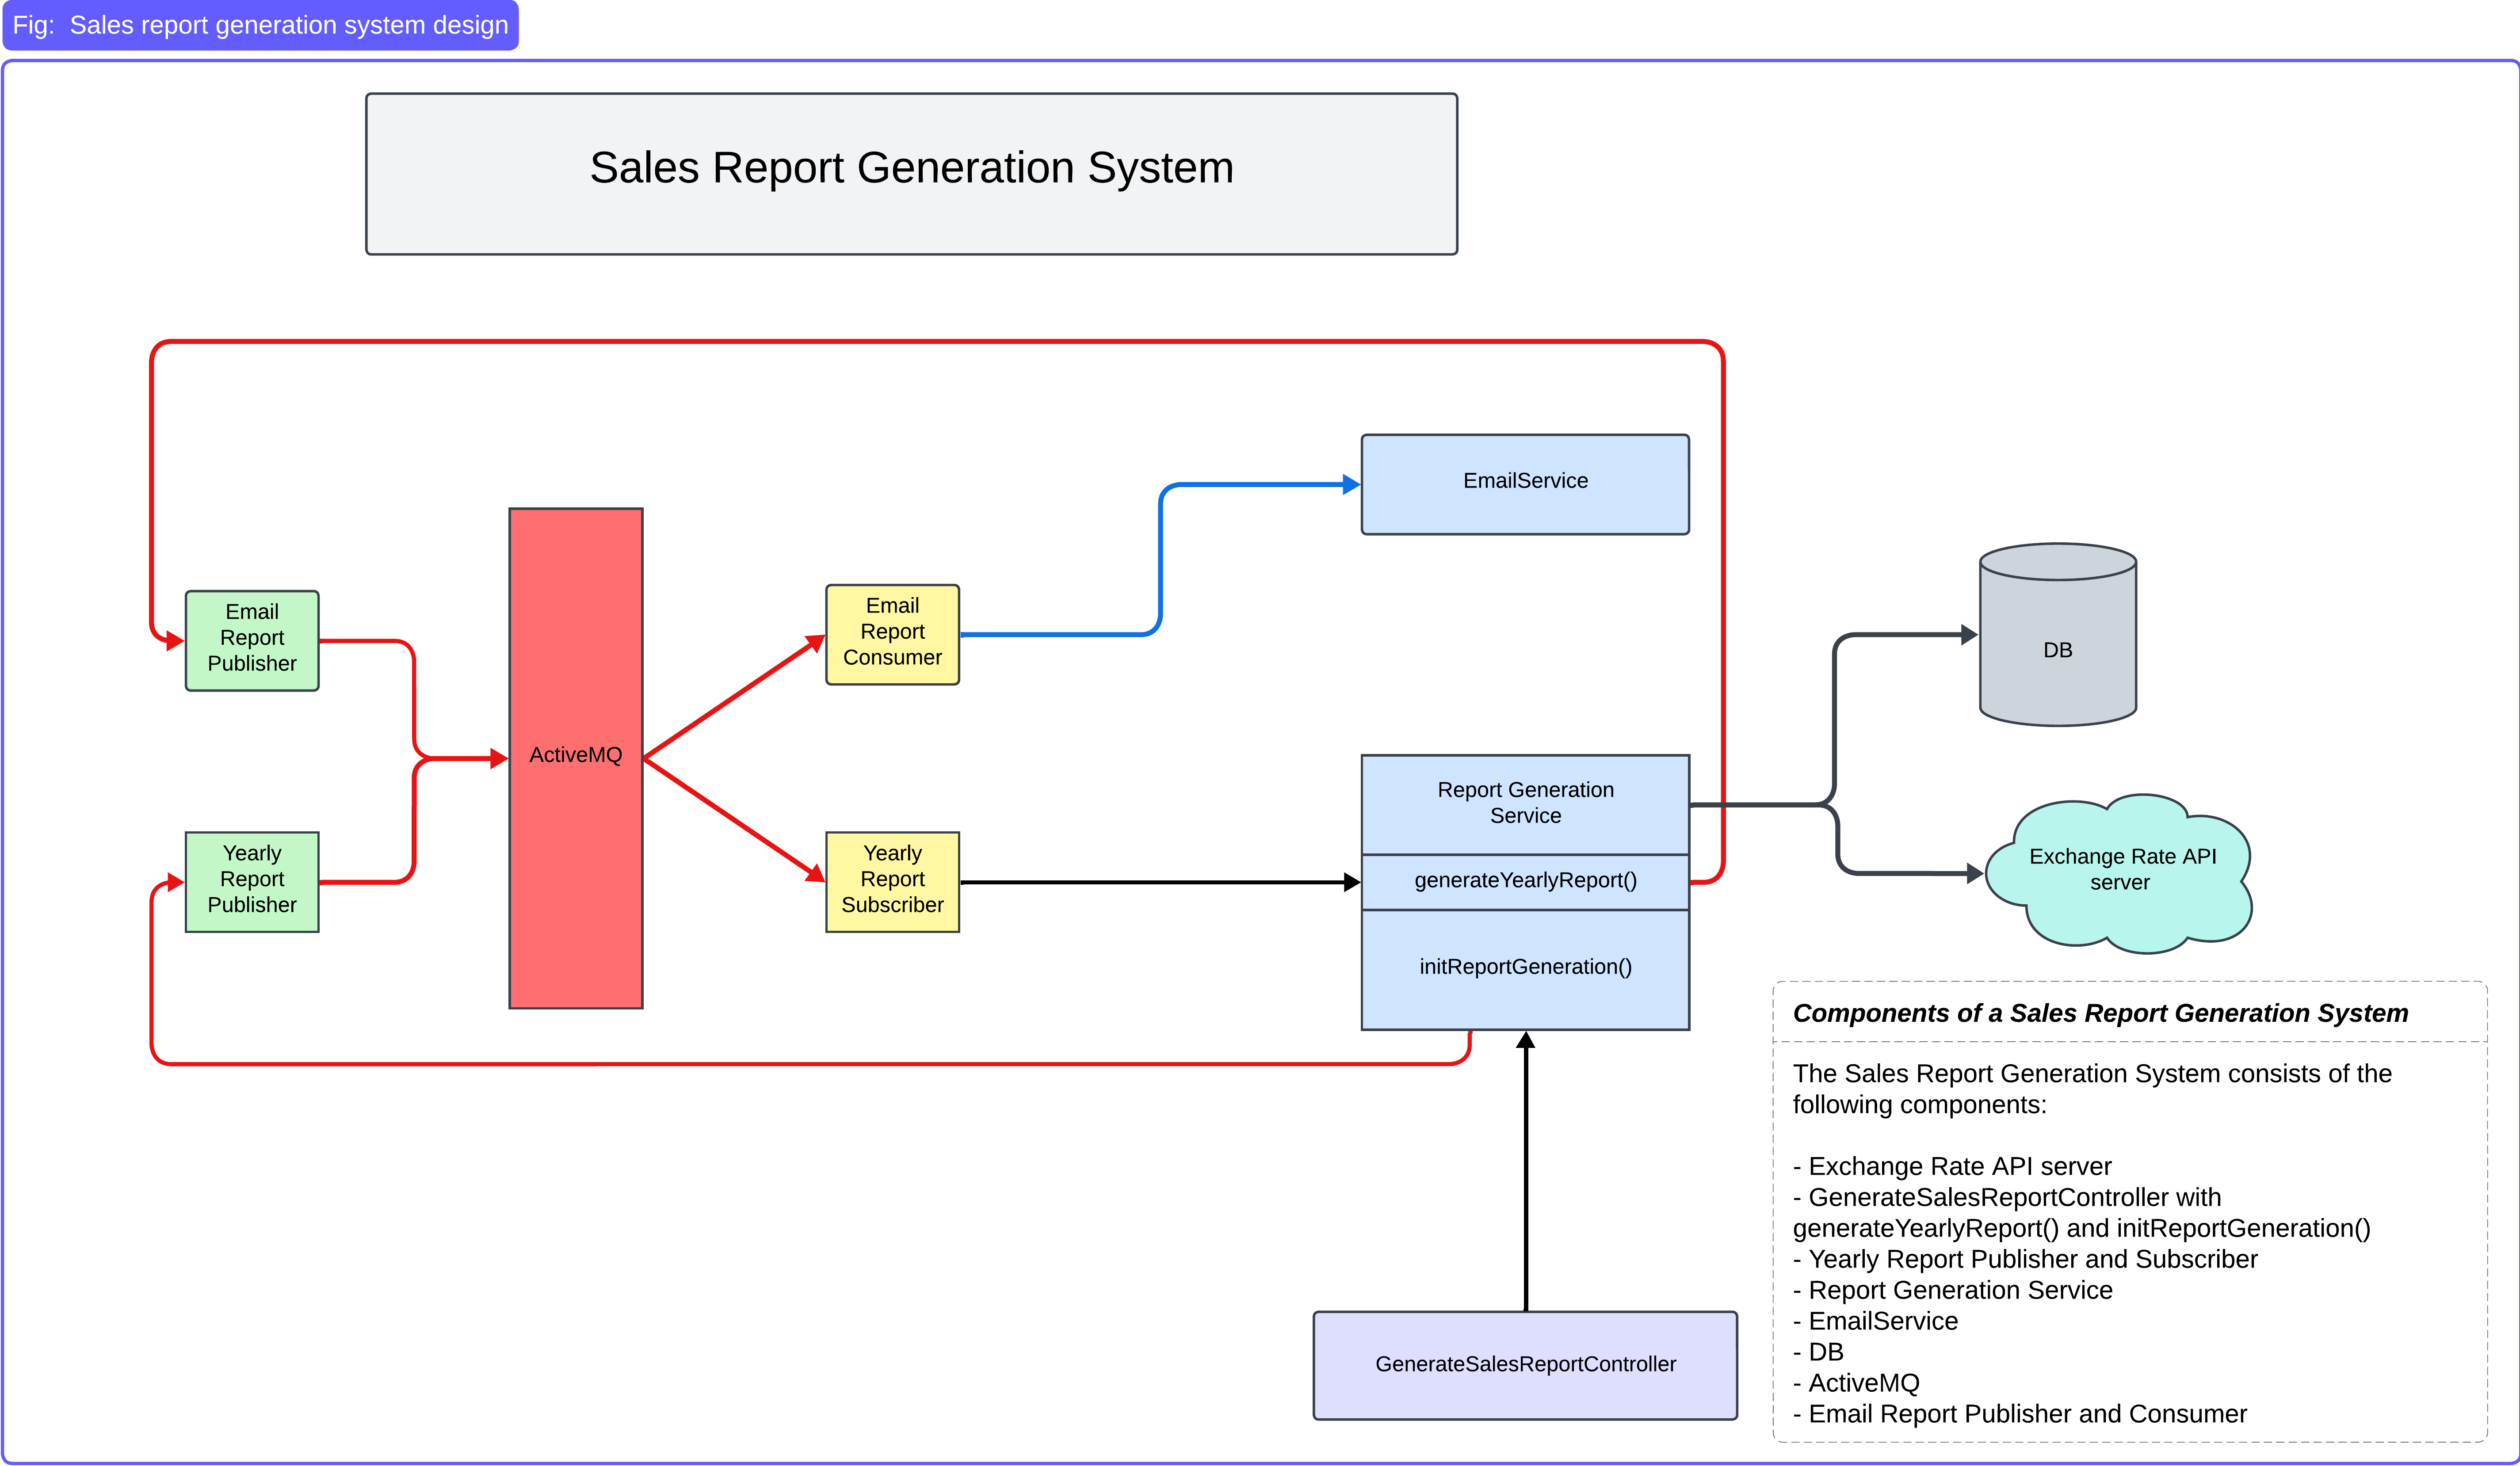 Fig:  Sales report generation system design
Sales Report Generation System
EmailService
Email
Report
Publisher
Email
Report
Consumer
DB
ActiveMQ
Report Generation
Service
Yearly
Report
Publisher
Yearly
Report
Subscriber
generateYearlyReport()
Exchange Rate API
server
initReportGeneration()
Components of a Sales Report Generation System
The Sales Report Generation System consists of the
following components:
- Exchange Rate API server
- GenerateSalesReportController with
generateYearlyReport() and initReportGeneration()
- Yearly Report Publisher and Subscriber
- Report Generation Service
- EmailService
- DB
- ActiveMQ
- Email Report Publisher and Consumer
GenerateSalesReportController